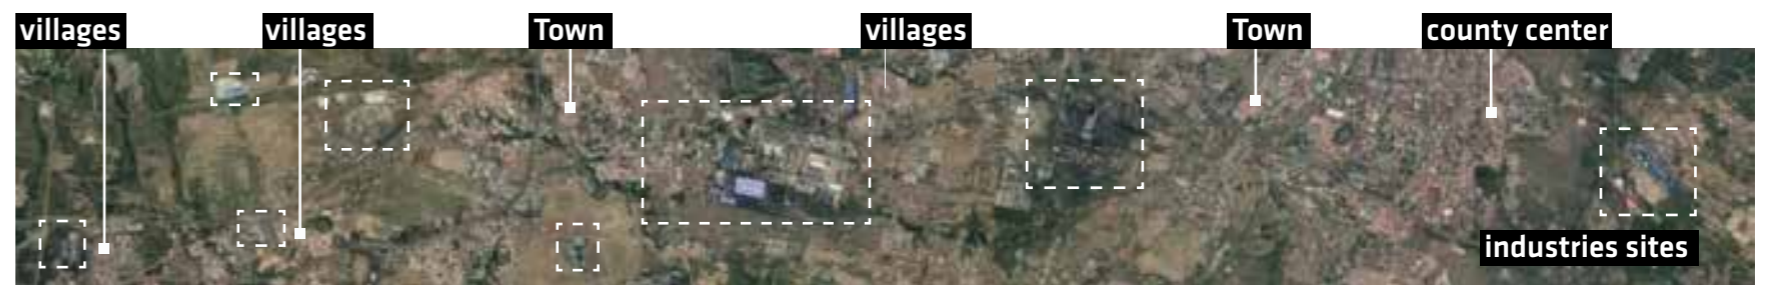 villages
villages
Town
villages
Town
county center
industries sites